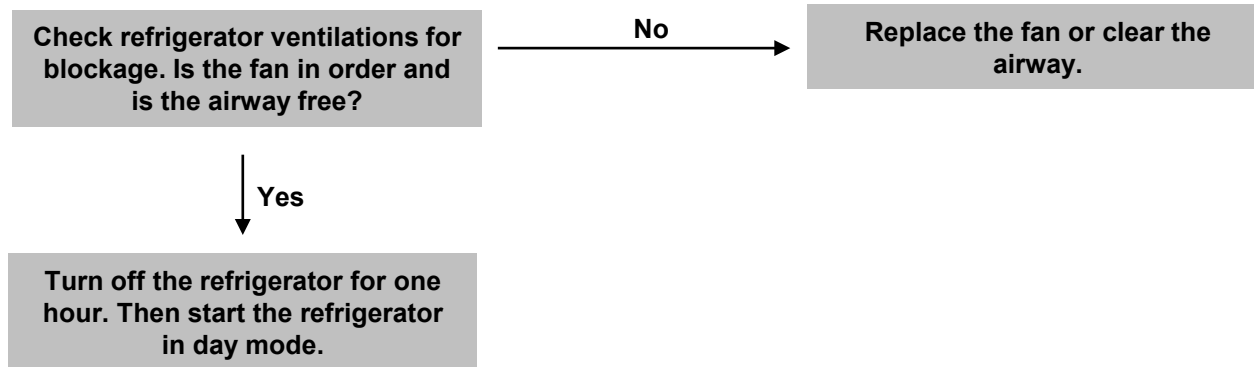 Check refrigerator ventilations for
blockage. Is the fan in order and
is the airway free?
No
Replace the fan or clear the
airway.
Yes
Turn off the refrigerator for one
hour. Then start the refrigerator
in day mode.